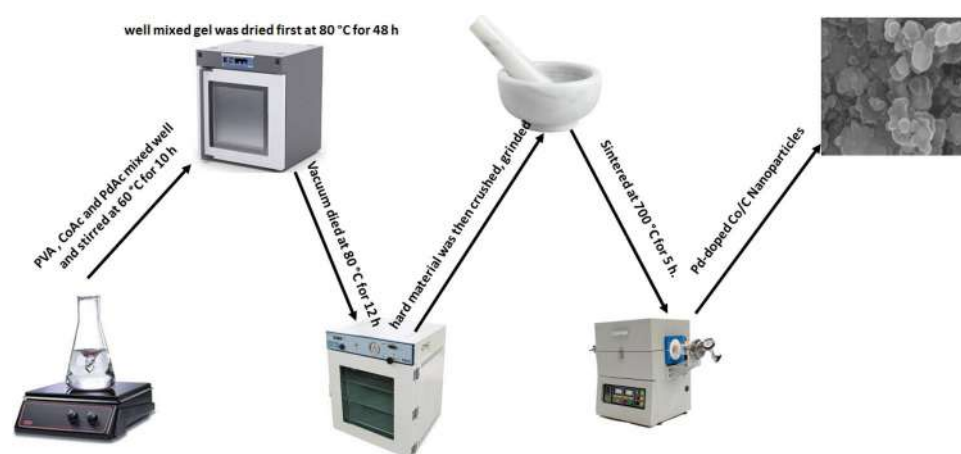 well mixed gel was dried first at 80 °C for 48 h
PVA , CoAc and PdAc mixed well
and stirred at 60 °C for 10 h
Vacuum died at 80 °C for 12 h
hard material was then crushed, grinded
Sintered at 700 °C for 5 h.
Pd-doped Co/C Nanoparticles